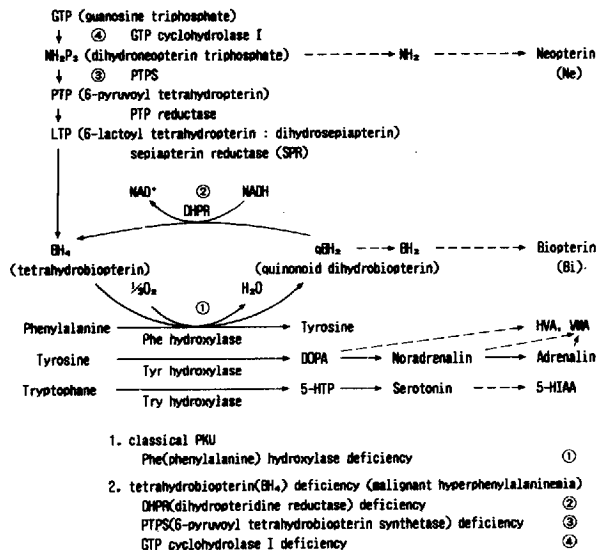 GTP (guanosine triphosphate)
④ GTP cyclohydrolase I
NH₂P₃ (dihydroneopterin triphosphate) NH₂ Neopterin
③ PTPS (Ne)
PTP (6-pyruvoyl tetrahydropterin)
PTP reductase
LTP (6-lactoyl tetrahydropterin : dihydrosepiapterin)
sepiapterin reductase (SPR)
NAD⁺ ② NADH
DHPR
BH₄ qBH₂ BH₂ Biopterin
(tetrahydrobiopterin) (quinonoid dihydrobiopterin) (Bi)
½O₂ ① H₂O
Phenylalanine Tyrosine HVA, VMA
Phe hydroxylase
Tyrosine DOPA Noradrenalin Adrenalin
Tyr hydroxylase
Tryptophane 5-HTP Serotonin 5-HIAA
Try hydroxylase
1. classical PKU
Phe(phenylalanine) hydroxylase deficiency ①
2. tetrahydrobiopterin(BH₄) deficiency (malignant hyperphenylalaninemia)
DHPR(dihydropteridine reductase) deficiency ②
PTPS(6-pyruvoyl tetrahydrobiopterin synthetase) deficiency ③
GTP cyclohydrolase I deficiency ④